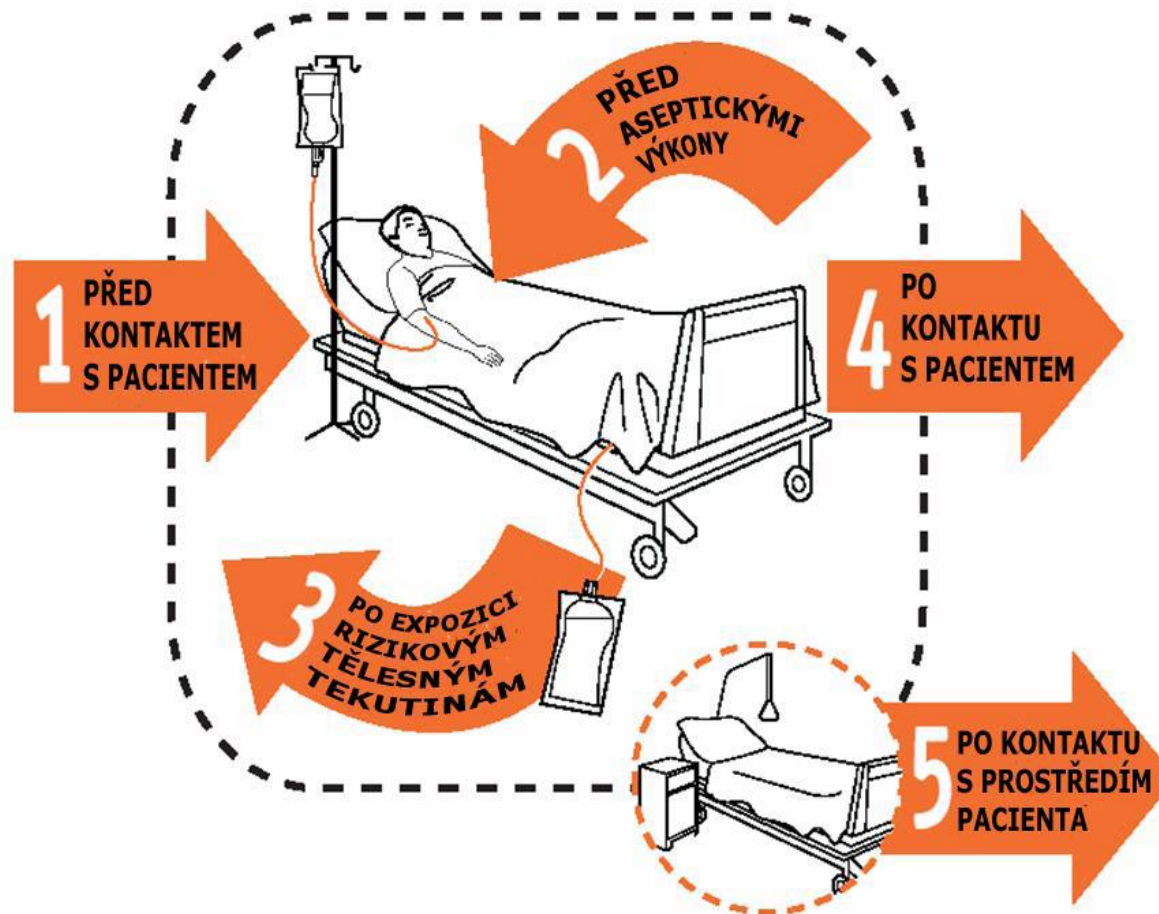 1
PŘED
KONTAKTEM
S PACIENTEM
2
PŘED
ASEPTICKÝMI
VÝKONY
3
PO EXPOZICI
RIZIKOVÝM
TĚLESNÝM
TEKUTINÁM
4
PO
KONTAKTU
S PACIENTEM
5
PO KONTAKTU
S PROSTŘEDÍM
PACIENTA